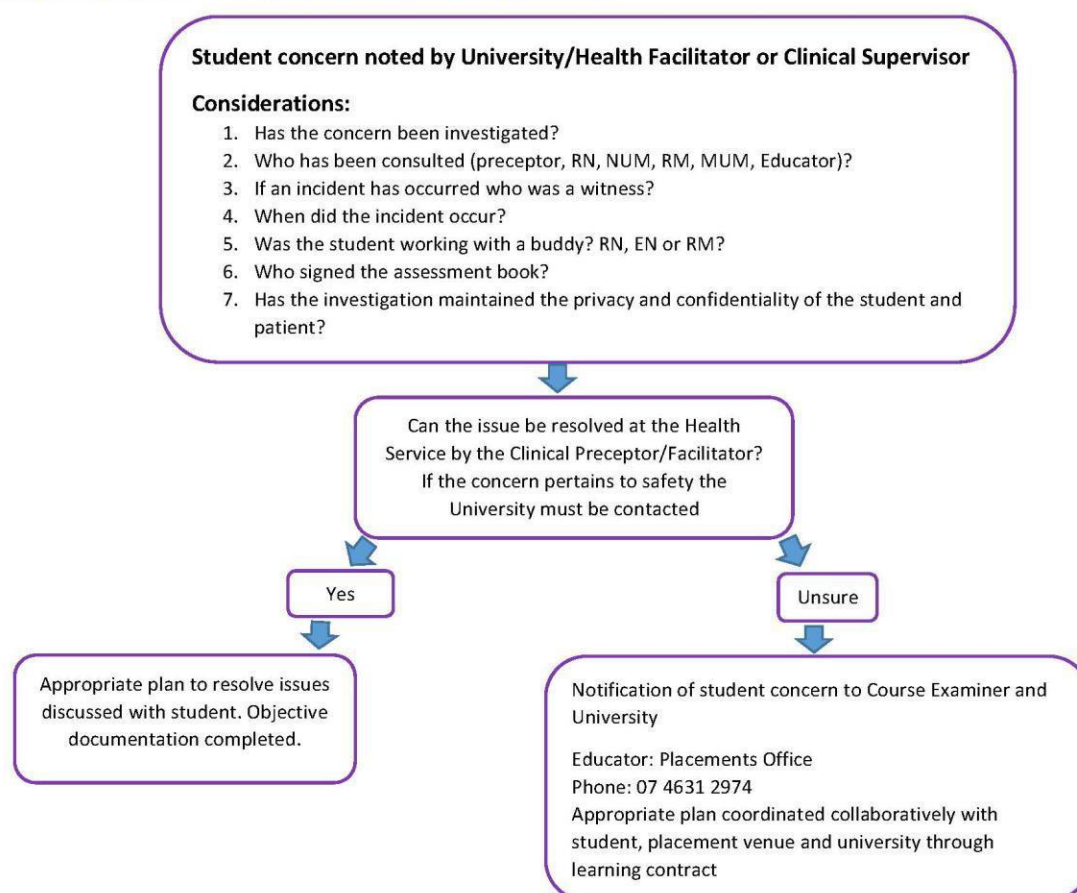 Student concern noted by University/Health Facilitator or Clinical Supervisor
Considerations:
1. Has the concern been investigated?
2. Who has been consulted (preceptor, RN, NUM, RM, MUM, Educator)?
3. If an incident has occurred who was a witness?
4. When did the incident occur?
5. Was the student working with a buddy? RN, EN or RM?
6. Who signed the assessment book?
7. Has the investigation maintained the privacy and confidentiality of the student and
patient?
Can the issue be resolved at the Health
Service by the Clinical Preceptor/Facilitator?
If the concern pertains to safety the
University must be contacted
Yes
Unsure
Appropriate plan to resolve issues
discussed with student. Objective
documentation completed.
Notification of student concern to Course Examiner and
University
Educator: Placements Office
Phone: 07 4631 2974
Appropriate plan coordinated collaboratively with
student, placement venue and university through
learning contract